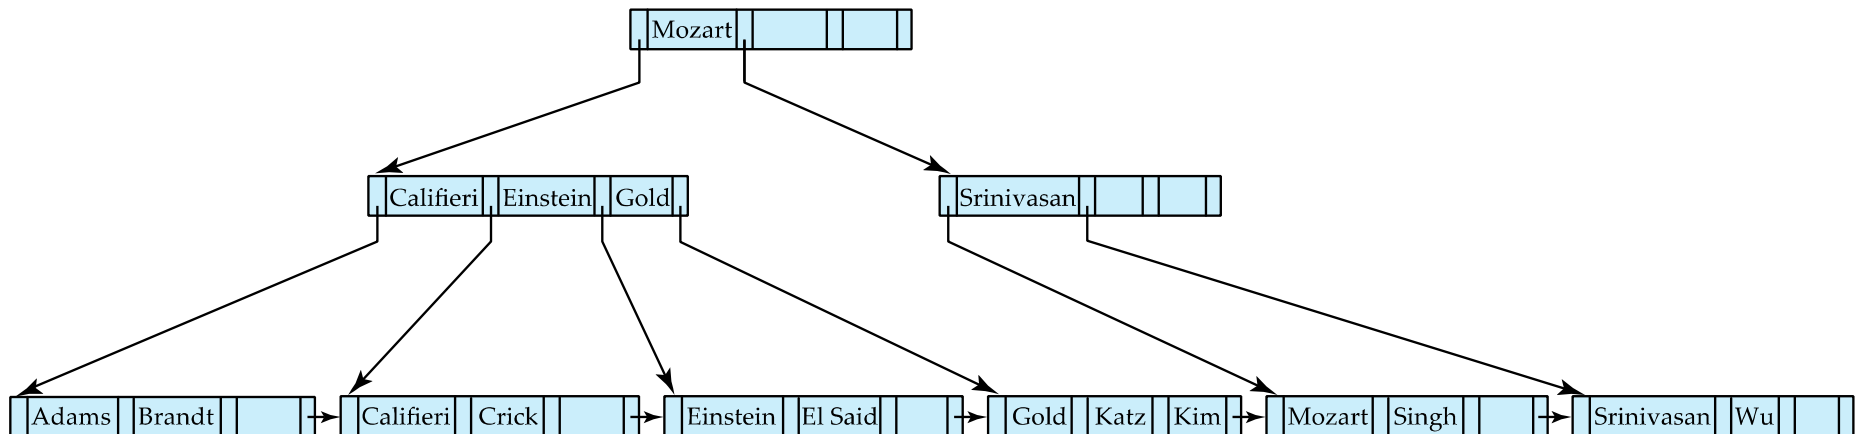 Mozart
Califieri Einstein Gold Srinivasan
Adams Brandt Califieri Crick Einstein El Said Gold Katz Kim Mozart Singh Srinivasan Wu